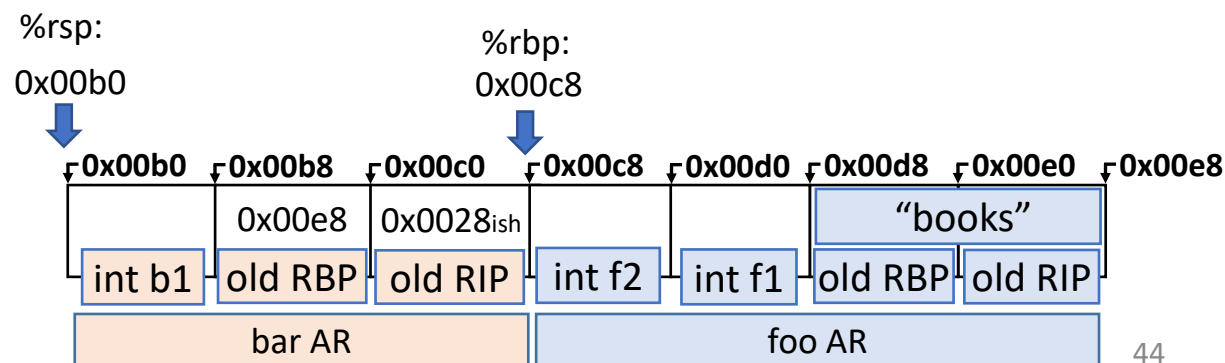 %rsp:
0x00b0
%rbp:
0x00c8
0x00b0 0x00b8 0x00c0 0x00c8 0x00d0 0x00d8 0x00e0 0x00e8
0x00e8 0x0028ish “books”
int b1 old RBP old RIP int f2 int f1 old RBP old RIP
bar AR foo AR
44